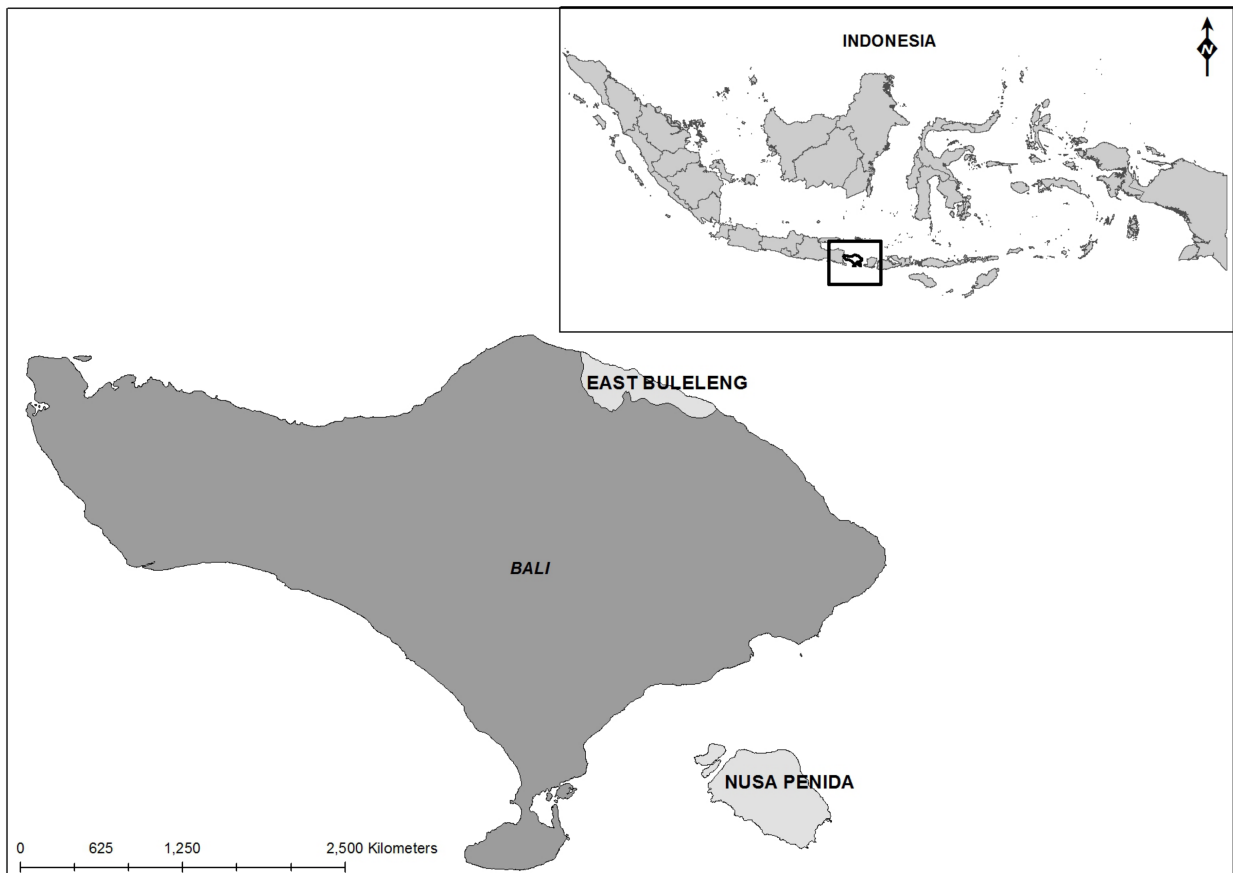 INDONESIA
N
EAST BULELENG
BALI
NUSA PENIDA
0 625 1,250 2,500 Kilometers